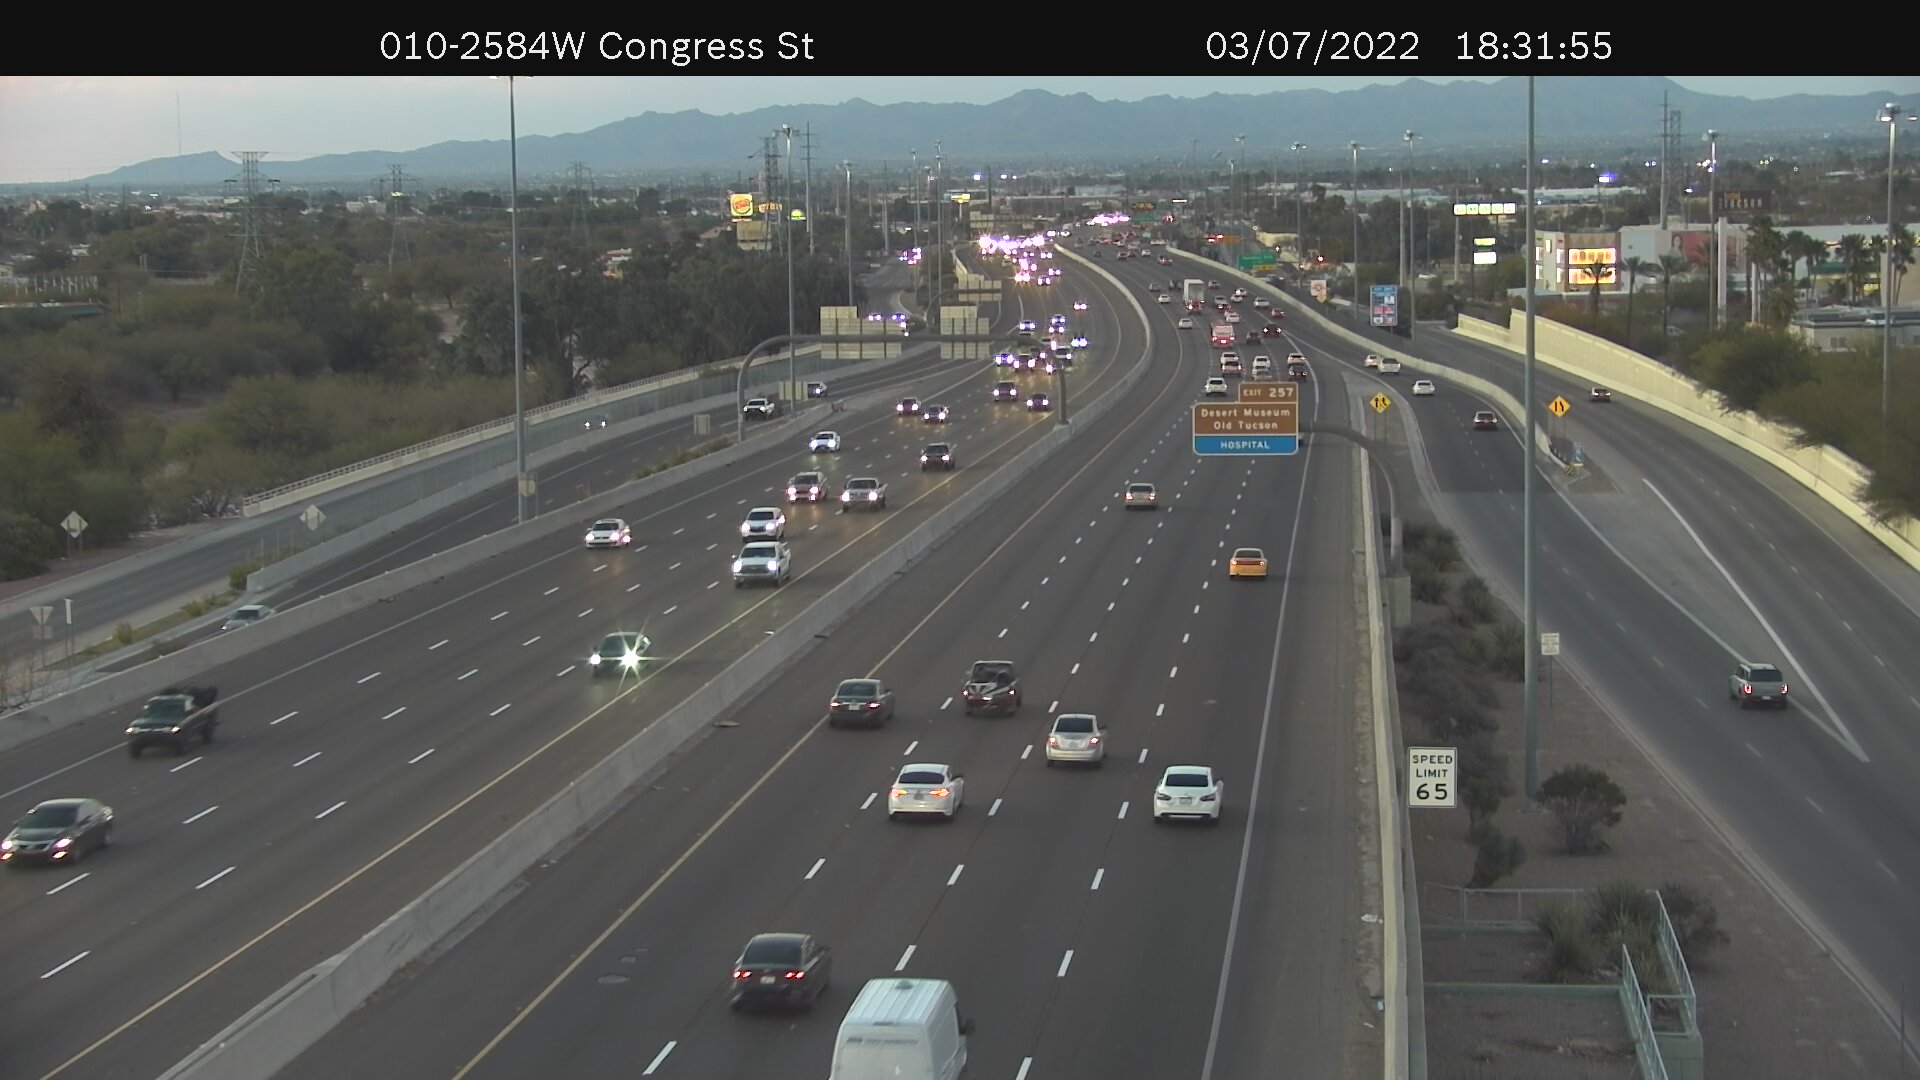 010-2584W Congress St 03/07/2022 18:31:55
EXIT 257
Desert Museum
Old Tucson
HOSPITAL
SPEED
LIMIT
65